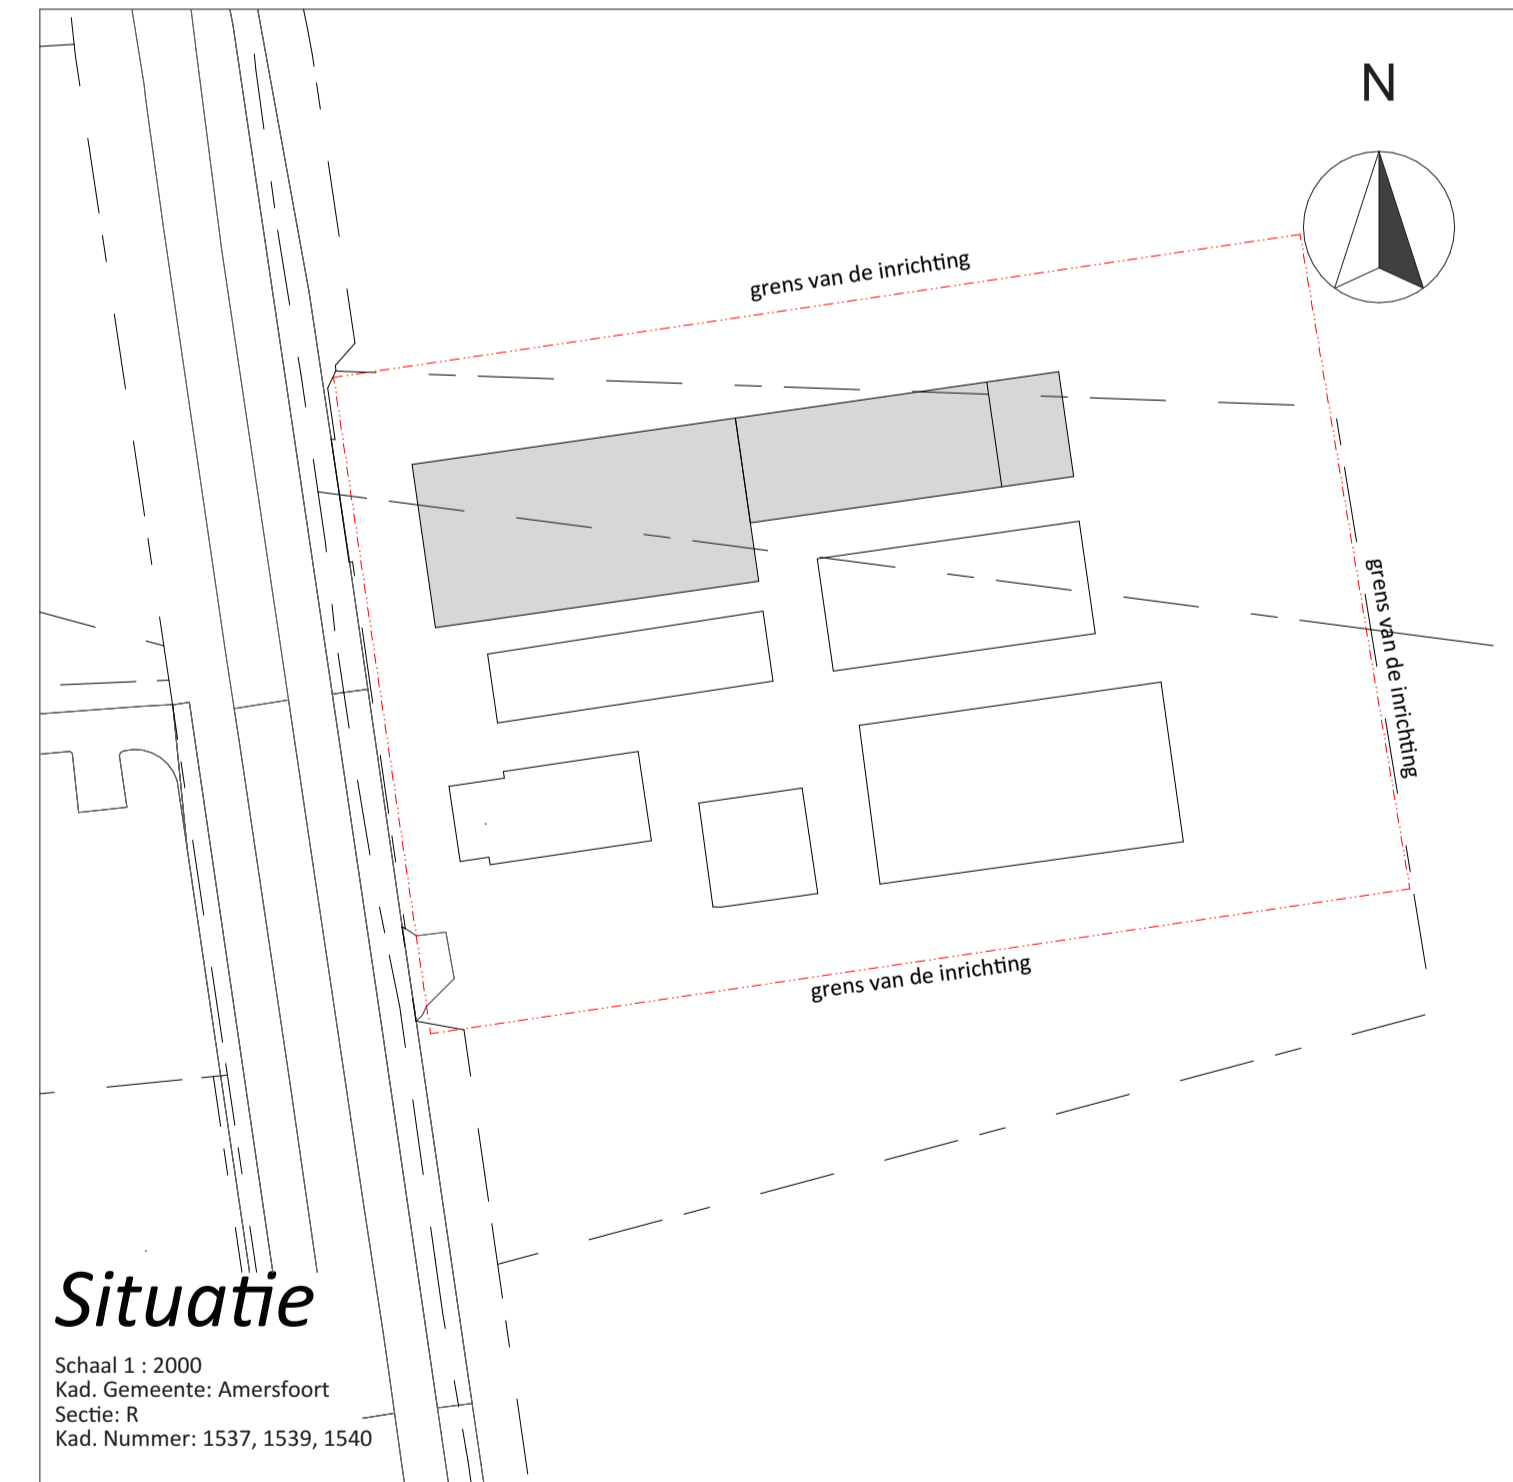 N
grens van de inrichting
grens van de inrichting
grens van de inrichting
Situatie
Schaal 1 : 2000
Kad. Gemeente: Amersfoort
Sectie: R
Kad. Nummer: 1537, 1539, 1540